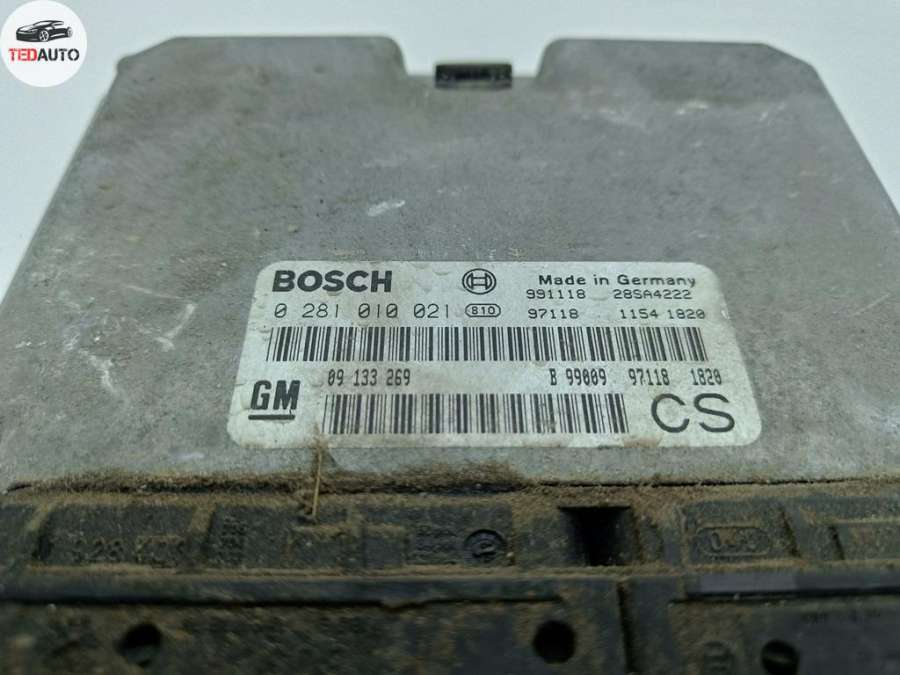 TEDAUTO
BOSCH Made in Germany
991118 28SA4222
0 281 010 021 810 97118 1154 1820
09 133 269 B 99009 97118 1820
GM CS